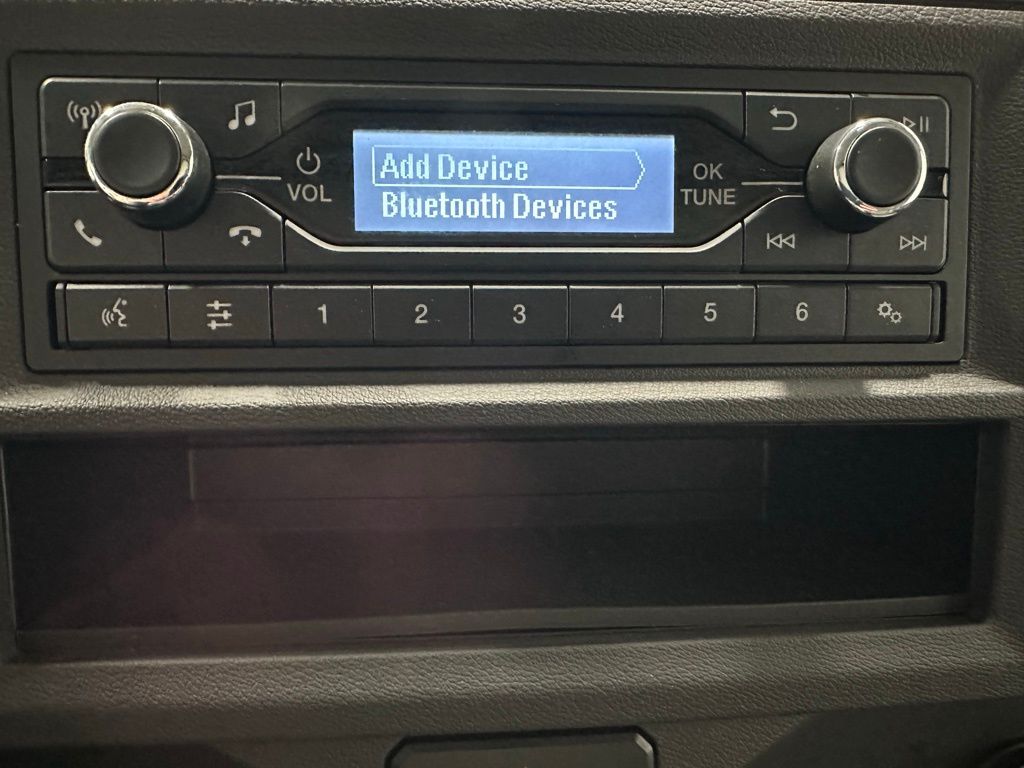 VOL
Add Device
Bluetooth Devices
OK
TUNE
1 2 3 4 5 6